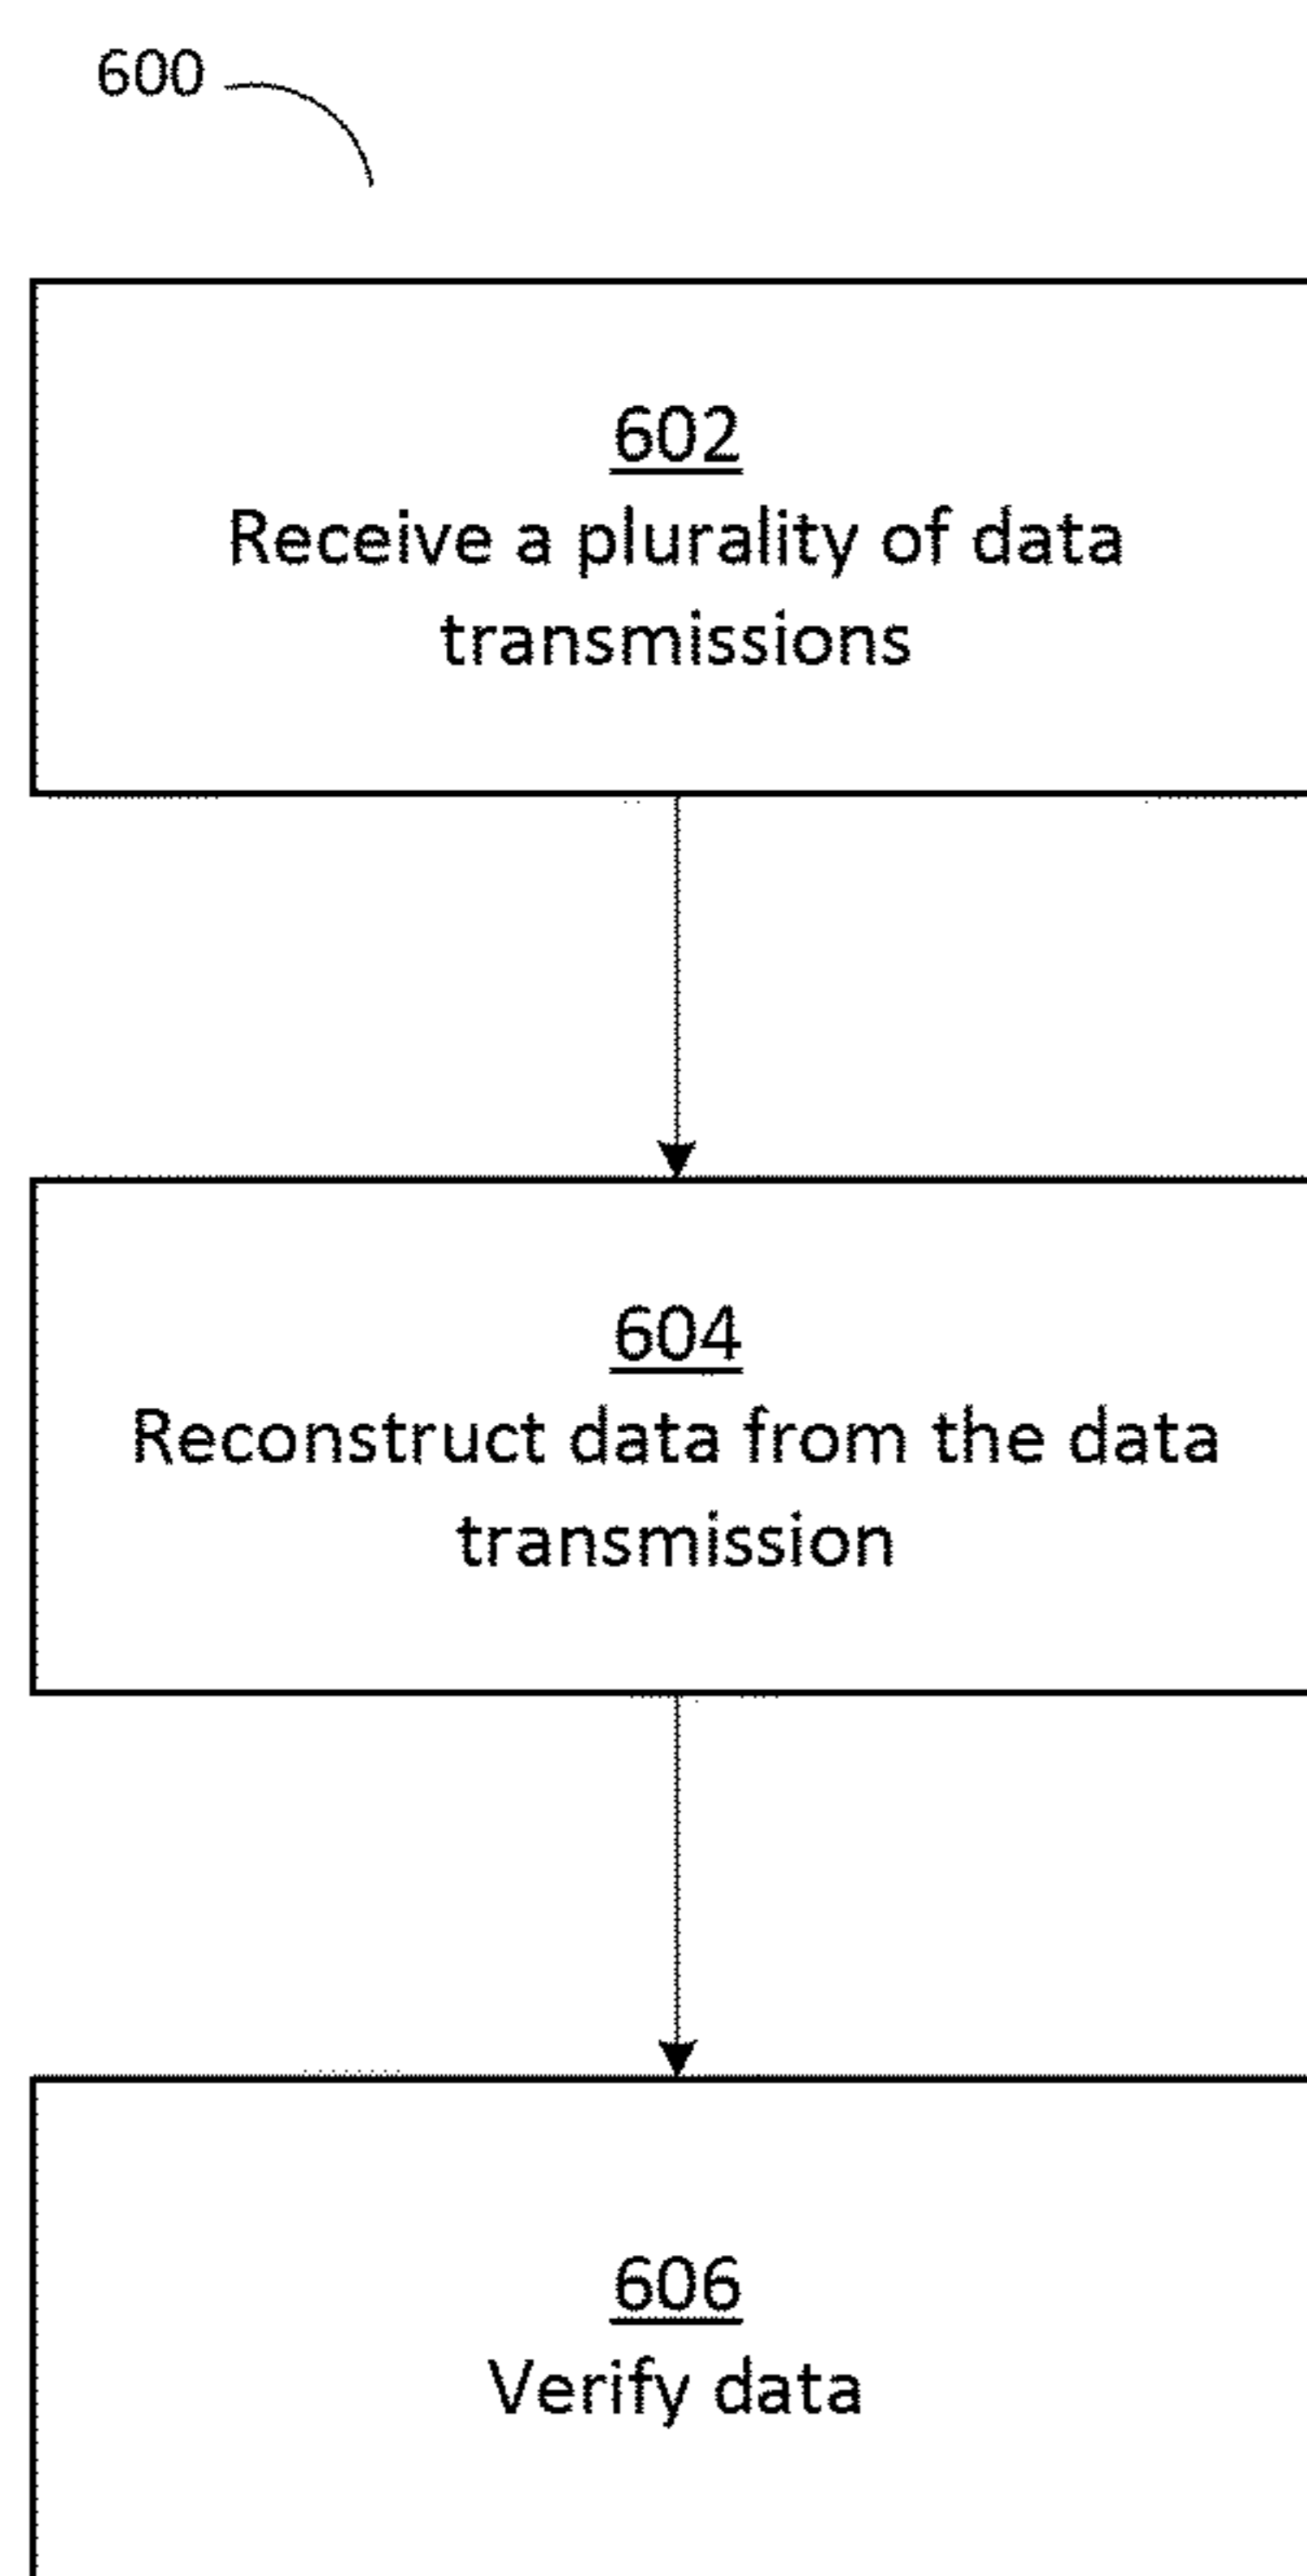 600
602
Receive a plurality of data
transmissions
604
Reconstruct data from the data
transmission
606
Verify data